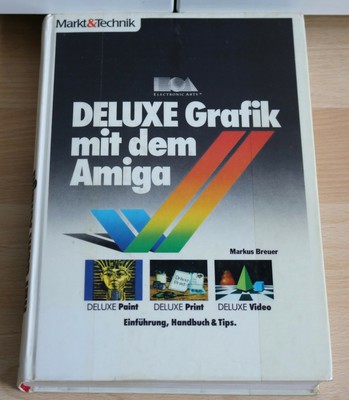 Markt&Technik
ELECTRONIC ARTS®
DELUXE Grafik
mit dem
Amiga
Markus Breuer
DELUXE Paint
DELUXE Print
DELUXE Video
Einführung, Handbuch & Tips.